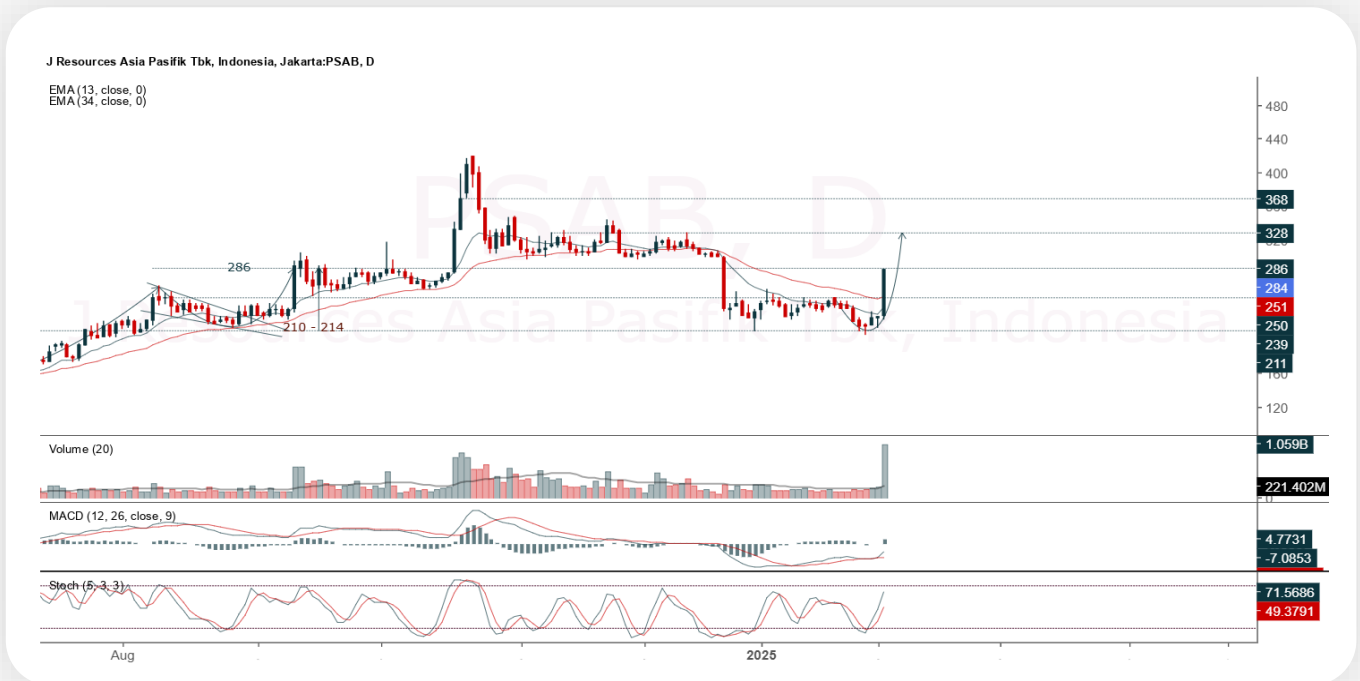 J Resources Asia Pasifik Tbk, Indonesia, Jakarta:PSAB, D
EMA (13, close, 0)
EMA (34, close, 0)
PSAB, D
J Resources Asia Pasifik Tbk, Indonesia
286
210 - 214
480
440
400
368
328
286
284
251
250
239
211
160
120
Volume (20)
1.059B
221.402M
0
MACD (12, 26, close, 9)
4.7731
-7.0853
Stoch (5, 3, 3)
71.5686
49.3791
Aug
2025